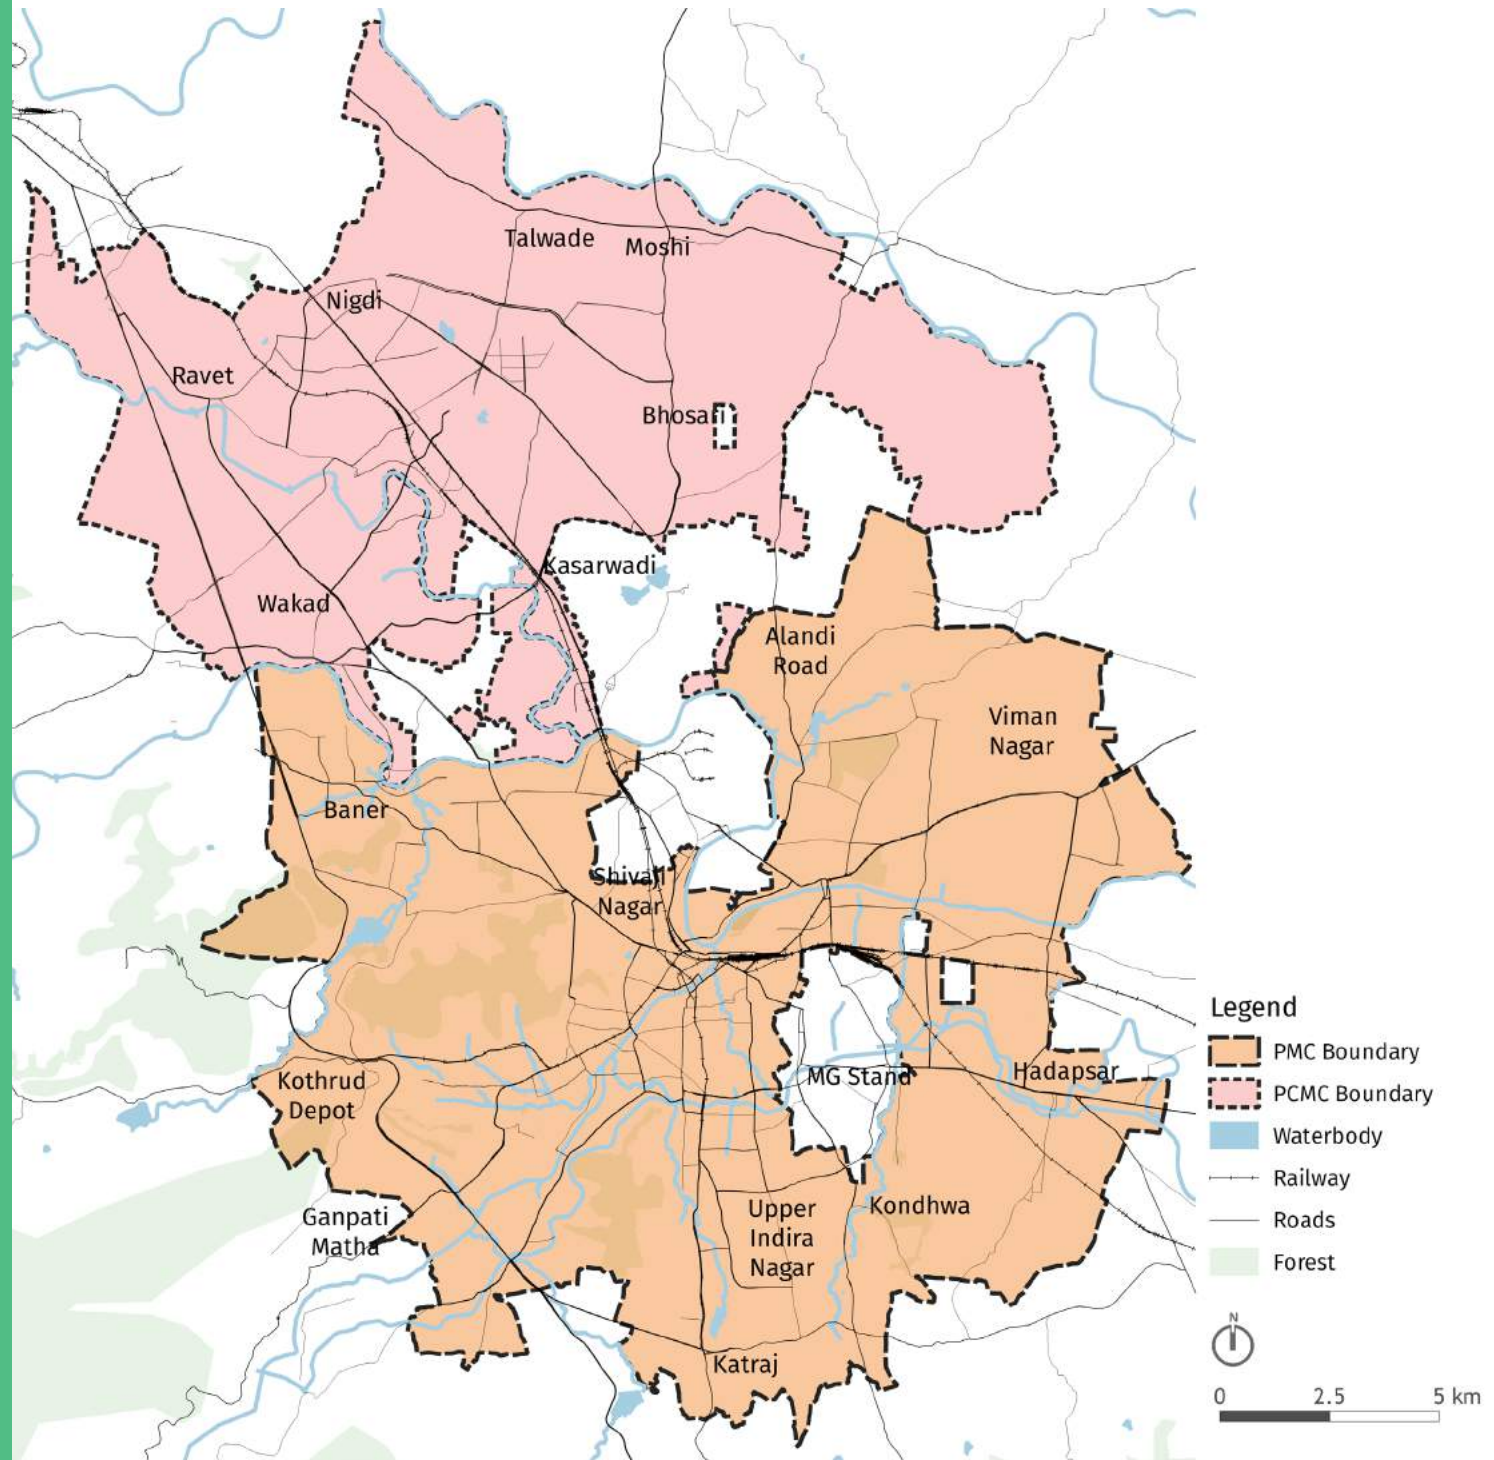 Talwade
Moshi
Nigdi
Ravet
Bhosari
Kasarwadi
Wakad
Alandi
Road
Viman
Nagar
Baner
Shivaji
Nagar
MG Stand
Hadapsar
Kothrud
Depot
Ganpati
Matha
Upper
Indira
Nagar
Kondhwa
Katraj
Legend
PMC Boundary
PCMC Boundary
Waterbody
Railway
Roads
Forest
N
0 2.5 5 km